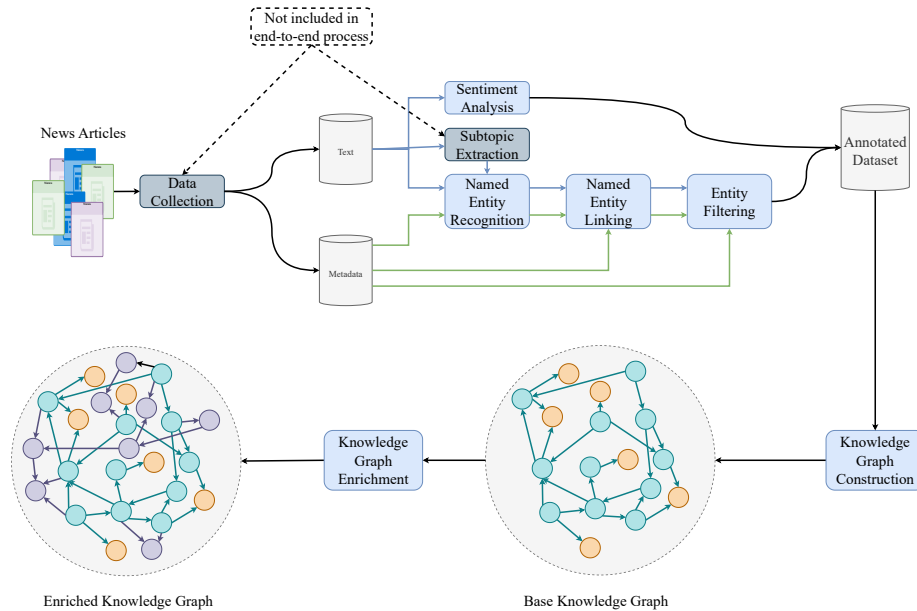 Not included in
end-to-end process
News Articles
Data
Collection
Text
Metadata
Sentiment
Analysis
Subtopic
Extraction
Named
Entity
Recognition
Named
Entity
Linking
Entity
Filtering
Annotated
Dataset
Knowledge
Graph
Enrichment
Knowledge
Graph
Construction
Enriched Knowledge Graph
Base Knowledge Graph